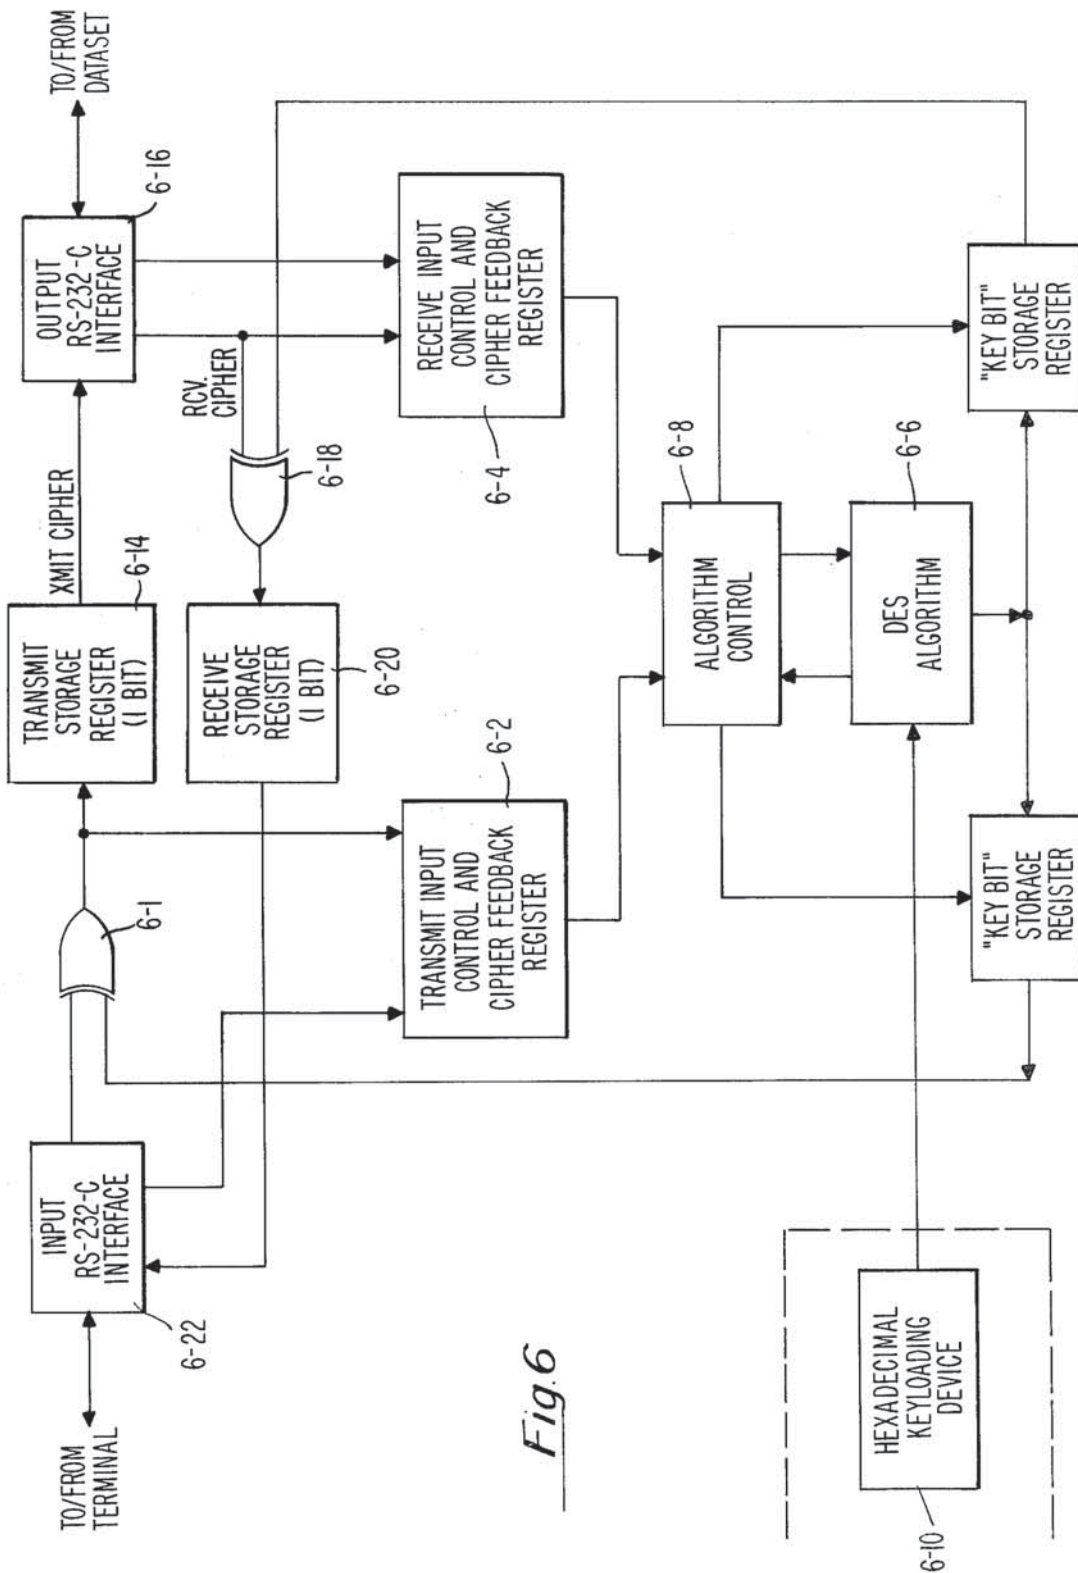 TO/FROM
TERMINAL
6-22
INPUT
RS-232-C
INTERFACE
6-1
TRANSMIT
STORAGE
REGISTER
(1 BIT)
6-14
XMIT CIPHER
OUTPUT
RS-232-C
INTERFACE
6-16
TO/FROM
DATASET
RECEIVE
STORAGE
REGISTER
(1 BIT)
6-20
6-18
RCV.
CIPHER
TRANSMIT INPUT
CONTROL AND
CIPHER FEEDBACK
REGISTER
6-2
RECEIVE INPUT
CONTROL AND
CIPHER FEEDBACK
REGISTER
6-4
Fig.6
ALGORITHM
CONTROL
6-8
HEXADECIMAL
KEYLOADING
DEVICE
6-10
DES
ALGORITHM
6-6
"KEY BIT"
STORAGE
REGISTER
"KEY BIT"
STORAGE
REGISTER